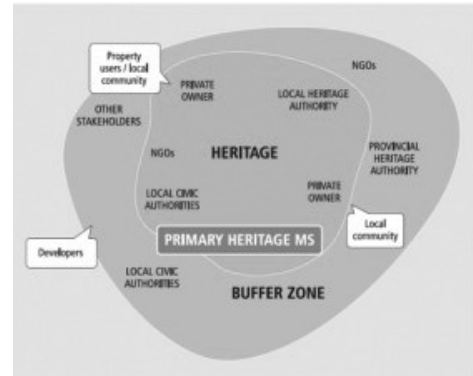 Property
users / local
community
NGOs
PRIVATE
OWNER
LOCAL HERITAGE
AUTHORITY
OTHER
STAKEHOLDERS
PROVINCIAL
HERITAGE
AUTHORITY
NGOs
HERITAGE
PRIVATE
OWNER
LOCAL CIVIC
AUTHORITIES
Local
community
PRIMARY HERITAGE MS
Developers
LOCAL CIVIC
AUTHORITIES
BUFFER ZONE